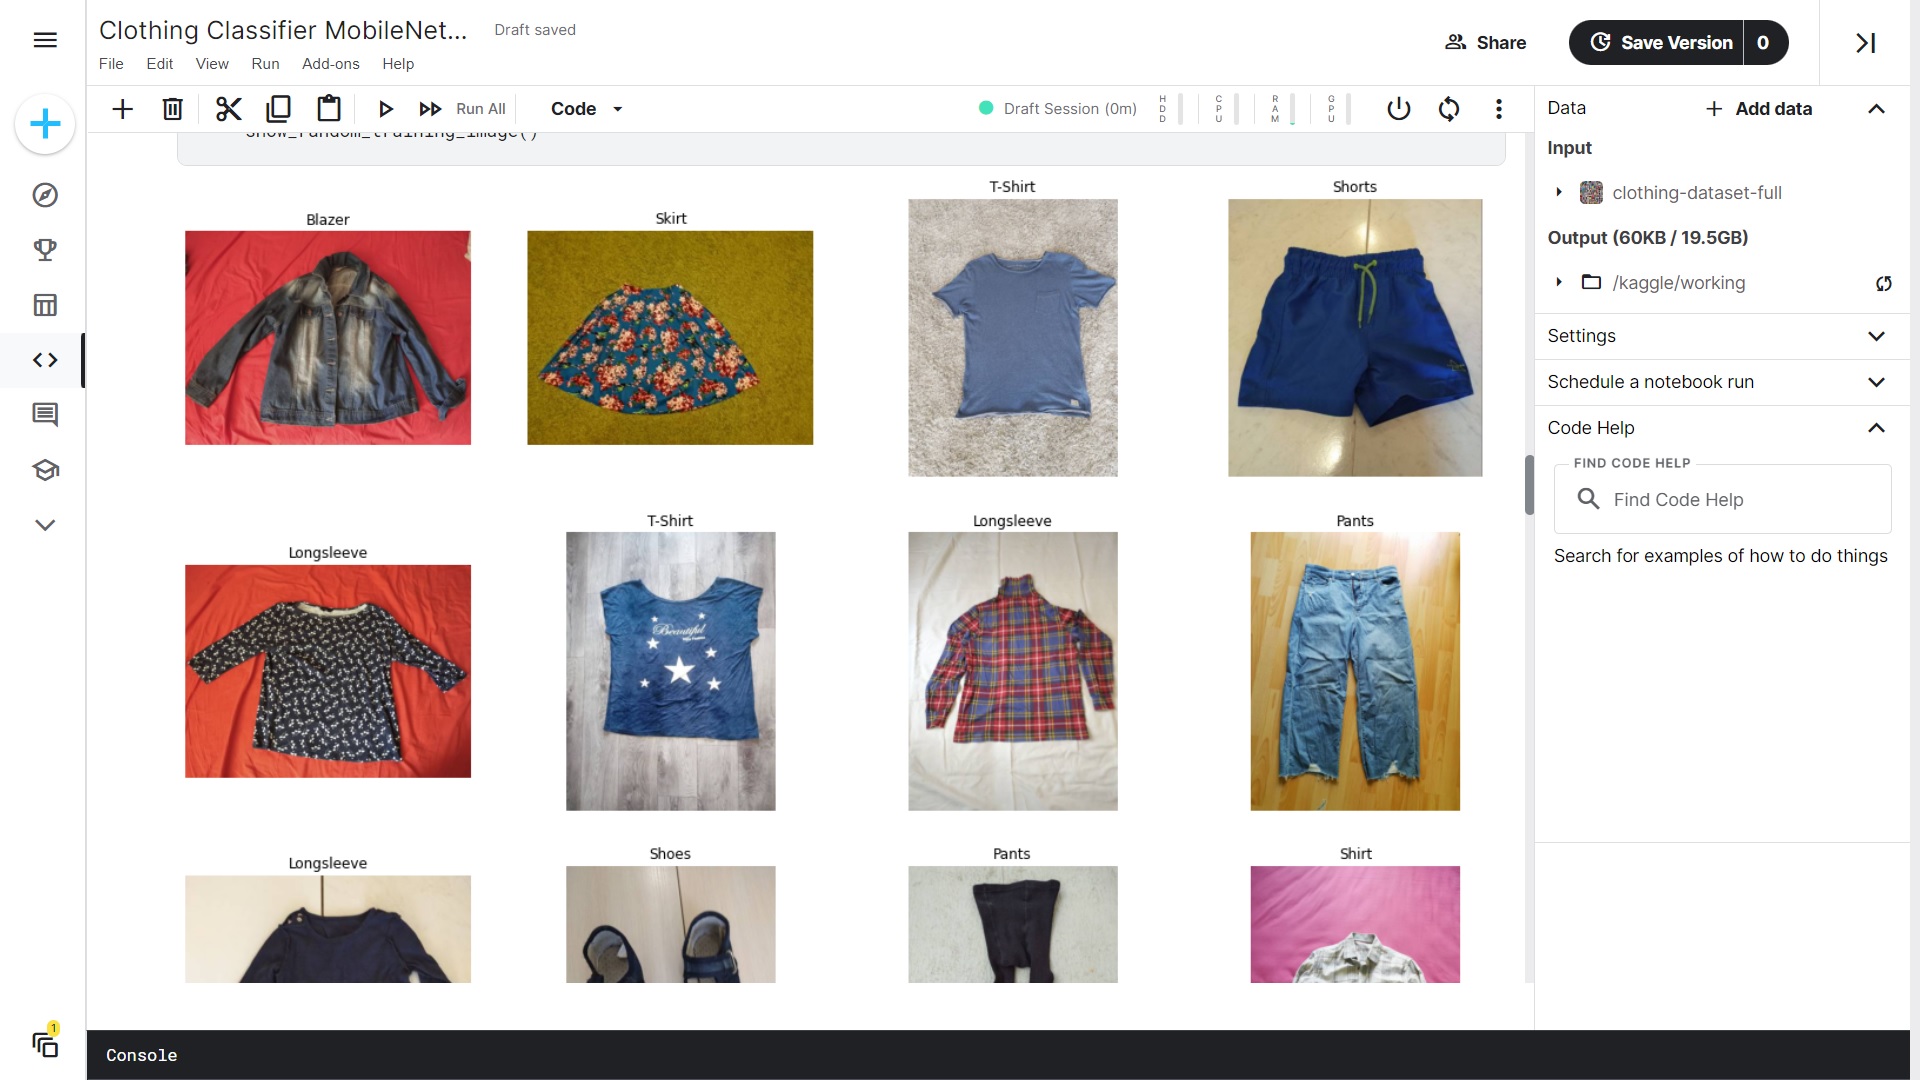 Clothing Classifier MobileNet...
Draft saved
File Edit View Run Add-ons Help
Share
Save Version 0
Run All
Code
Draft Session (0m)
HDD
CPU
RAM
GPU
show_random_training_image()
Blazer
Skirt
T-Shirt
Shorts
Longsleeve
T-Shirt
Beautiful
Longsleeve
Pants
Longsleeve
Shoes
Pants
Shirt
Data
Add data
Input
clothing-dataset-full
Output (60KB / 19.5GB)
/kaggle/working
Settings
Schedule a notebook run
Code Help
FIND CODE HELP
Find Code Help
Search for examples of how to do things
1
Console